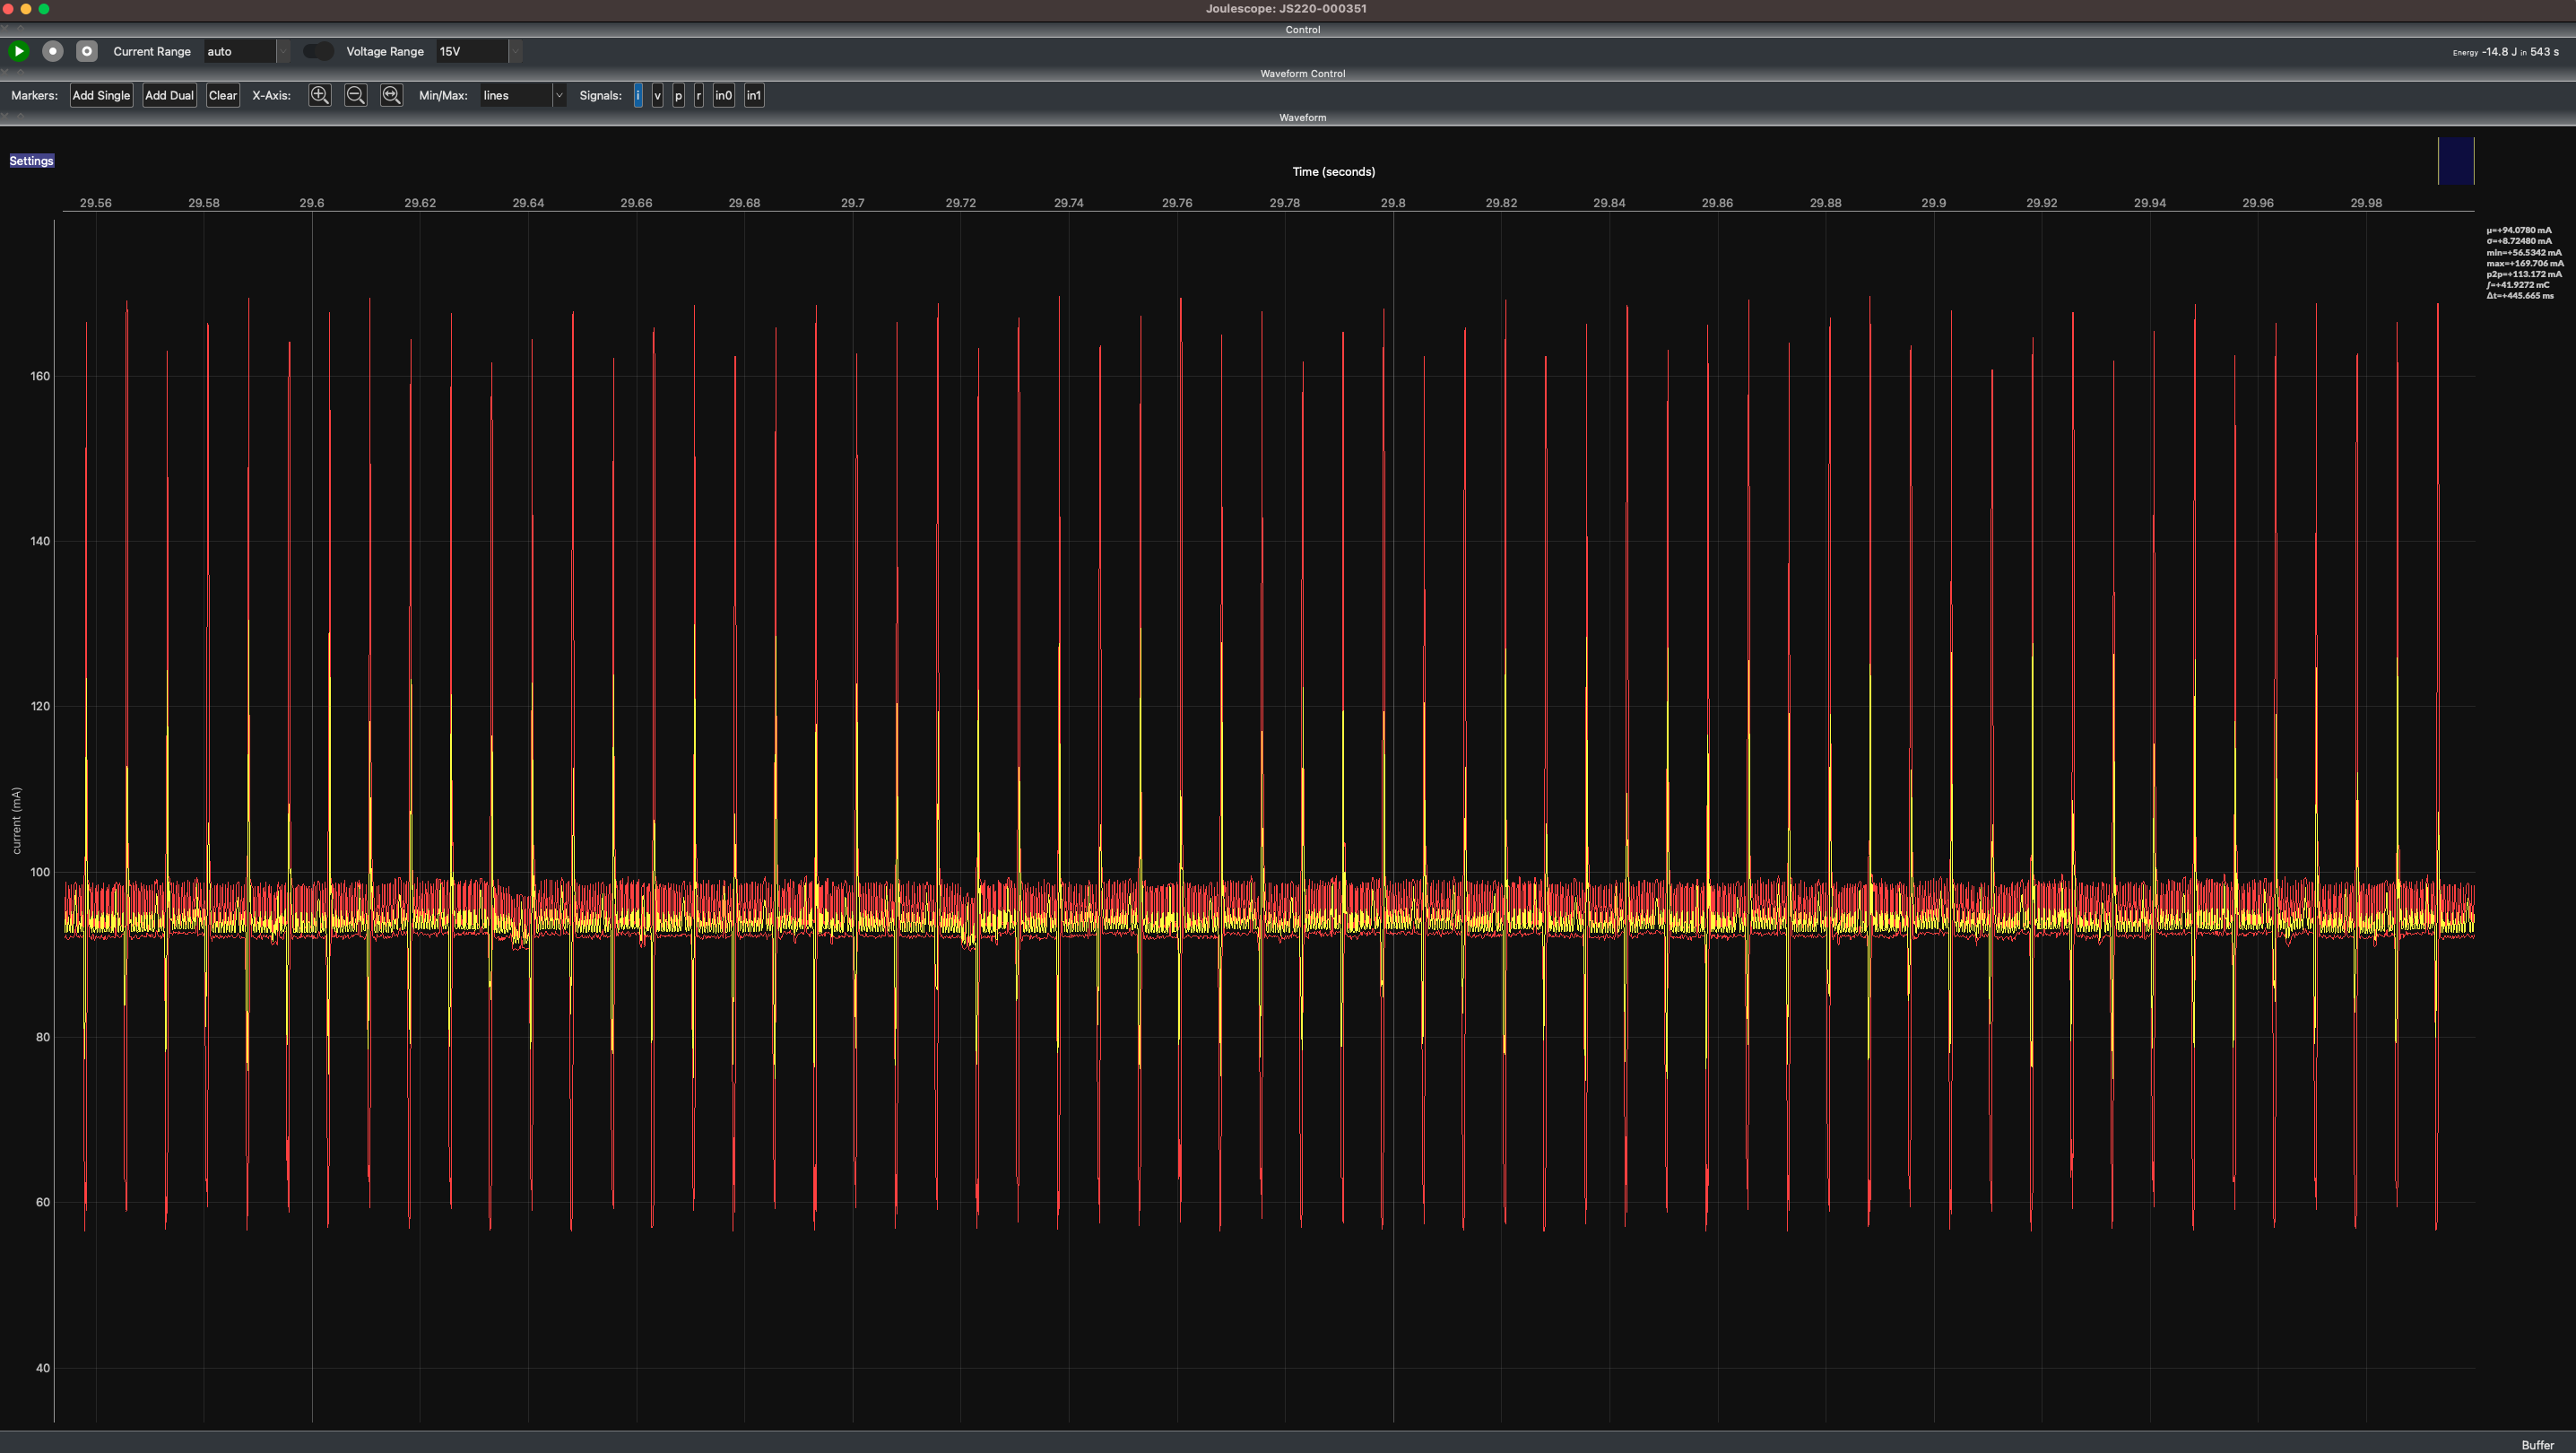 Joulescope: JS220-000351
Control
Current Range auto Voltage Range 15V Energy -14.8 J in 543 s
Waveform Control
Markers: Add Single Add Dual Clear X-Axis: Min/Max: lines Signals: i v p r in0 in1
Waveform
Settings
Time (seconds)
29.56 29.58 29.6 29.62 29.64 29.66 29.68 29.7 29.72 29.74 29.76 29.78 29.8 29.82 29.84 29.86 29.88 29.9 29.92 29.94 29.96 29.98
μ=+94.0780 mA
σ=+8.72480 mA
min=+56.5342 mA
max=+169.706 mA
p2p=+113.172 mA
∫=+41.9272 mC
Δt=+445.665 ms
160
140
120
100
80
60
40
current (mA)
Buffer